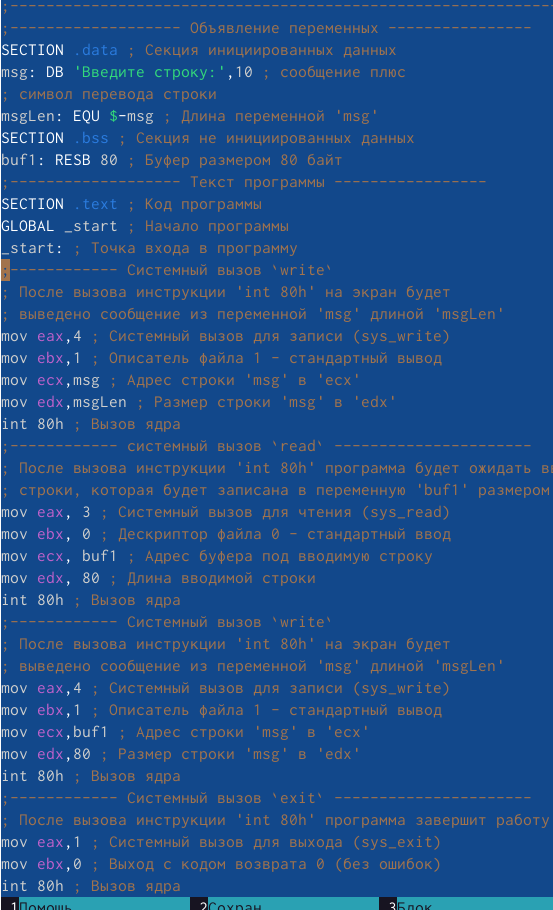 ;----------------------------------------------------------
;------------------- Объявление переменных ----------------
SECTION .data ; Секция инициированных данных
msg: DB 'Введите строку:',10 ; сообщение плюс
; символ перевода строки
msgLen: EQU $-msg ; Длина переменной 'msg'
SECTION .bss ; Секция не инициированных данных
buf1: RESB 80 ; Буфер размером 80 байт
;------------------- Текст программы -----------------
SECTION .text ; Код программы
GLOBAL _start ; Начало программы
_start: ; Точка входа в программу
;------------ Cистемный вызов `write`
; После вызова инструкции 'int 80h' на экран будет
; выведено сообщение из переменной 'msg' длиной 'msgLen'
mov eax,4 ; Системный вызов для записи (sys_write)
mov ebx,1 ; Описатель файла 1 - стандартный вывод
mov ecx,msg ; Адрес строки 'msg' в 'ecx'
mov edx,msgLen ; Размер строки 'msg' в 'edx'
int 80h ; Вызов ядра
;------------ системный вызов `read` ----------------------
; После вызова инструкции 'int 80h' программа будет ожидать
; строки, которая будет записана в переменную 'buf1' размером
mov eax, 3 ; Системный вызов для чтения (sys_read)
mov ebx, 0 ; Дескриптор файла 0 - стандартный ввод
mov ecx, buf1 ; Адрес буфера под вводимую строку
mov edx, 80 ; Длина вводимой строки
int 80h ; Вызов ядра
;------------ Cистемный вызов `write`
; После вызова инструкции 'int 80h' на экран будет
; выведено сообщение из переменной 'msg' длиной 'msgLen'
mov eax,4 ; Системный вызов для записи (sys_write)
mov ebx,1 ; Описатель файла 1 - стандартный вывод
mov ecx,buf1 ; Адрес строки 'msg' в 'ecx'
mov edx,80 ; Размер строки 'msg' в 'edx'
int 80h ; Вызов ядра
;------------ Системный вызов `exit` ----------------------
; После вызова инструкции 'int 80h' программа завершит работу
mov eax,1 ; Системный вызов для выхода (sys_exit)
mov ebx,0 ; Выход с кодом возврата 0 (без ошибок)
int 80h ; Вызов ядра
1Помощь 2Сохран 3Блок